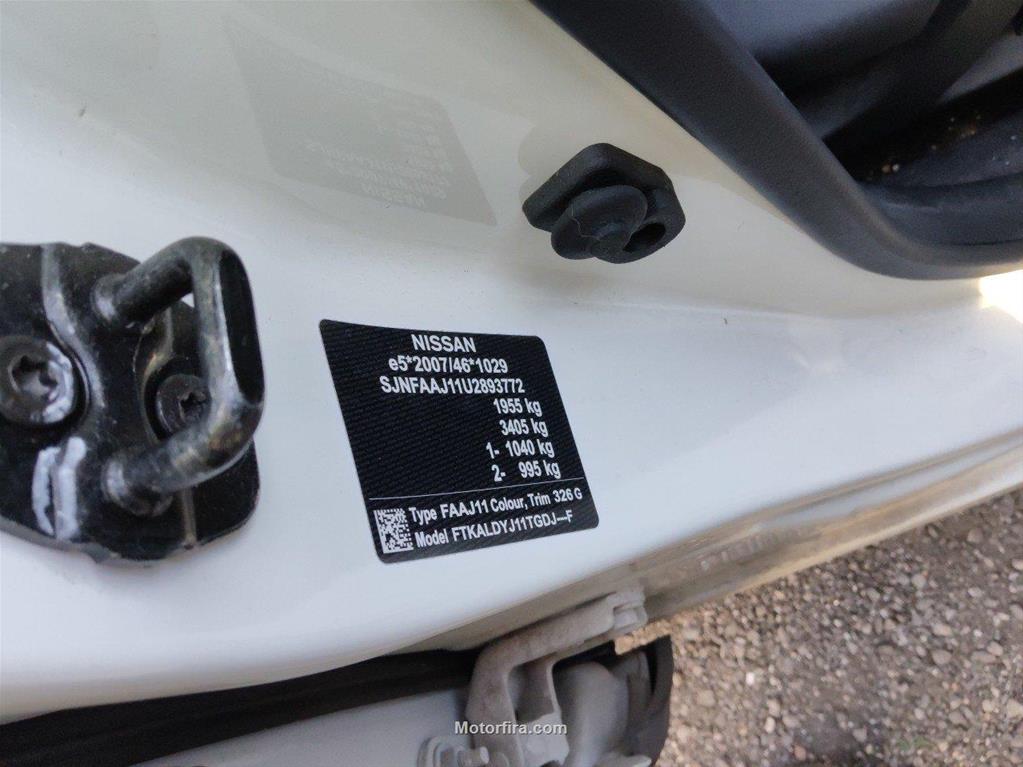 NISSAN
e5*2007/46*1029
SJNFAAJ11U2893772
1955 kg
3405 kg
1- 1040 kg
2- 995 kg
Type FAAJ11 Colour,Trim 326 G
Model FTKALDYJ11TGDJ---F
Motorfira.com